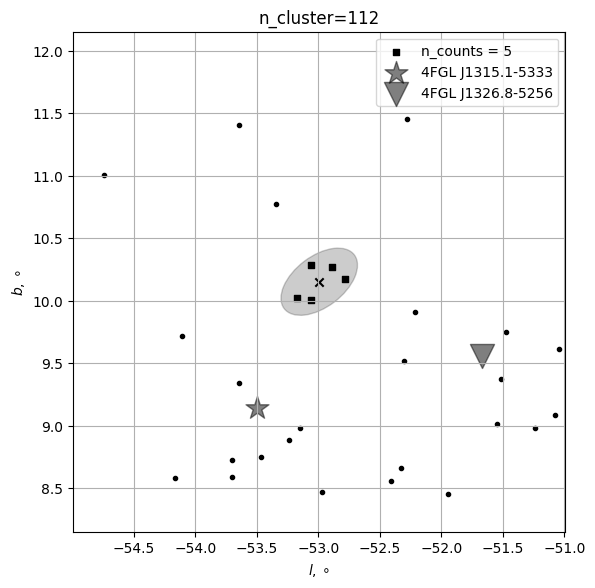 n_cluster=112
n_counts = 5
4FGL J1315.1-5333
4FGL J1326.8-5256
12.0
11.5
11.0
10.5
10.0
9.5
9.0
8.5
b, °
−54.5 −54.0 −53.5 −53.0 −52.5 −52.0 −51.5 −51.0
l, °